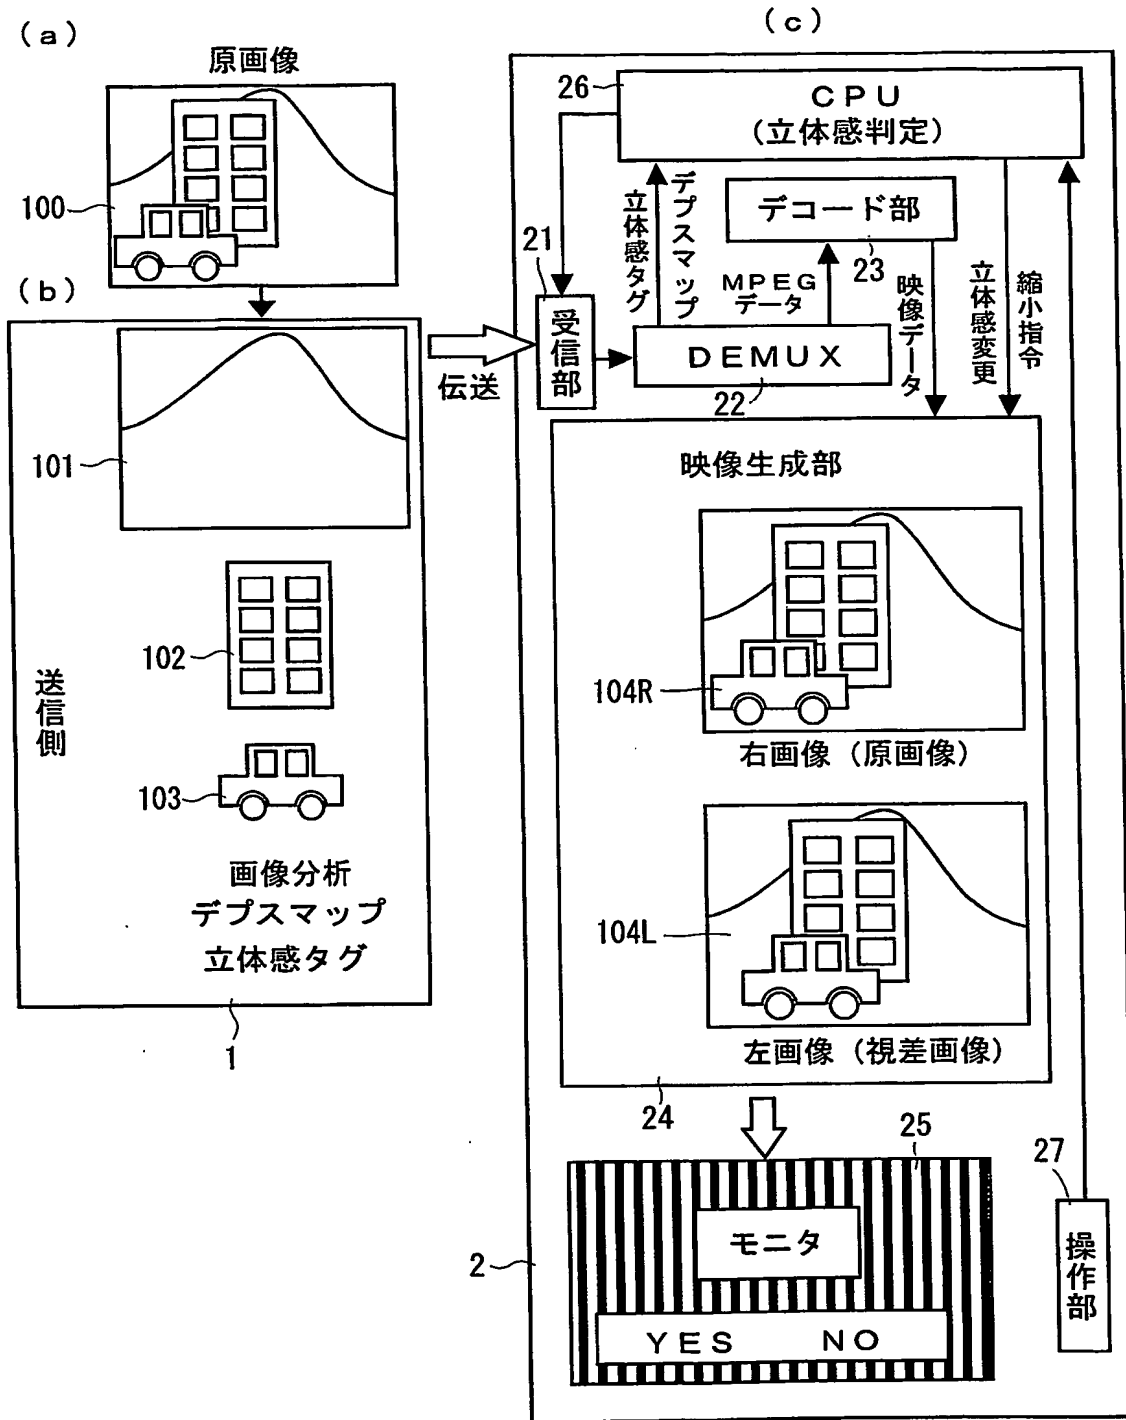 (a)
原画像
100
(b)
101
102
103
送信側
画像分析
デプスマップ
立体感タグ
1
伝送
(c)
26
CPU
(立体感判定)
21
受信部
立体感タグ
デプスマップ
デコード部
23
MPEG
データ
DEMUX
22
映像データ
立体感変更
縮小指令
映像生成部
104R
右画像(原画像)
104L
左画像(視差画像)
24
25
モニタ
YES NO
2
27
操作部